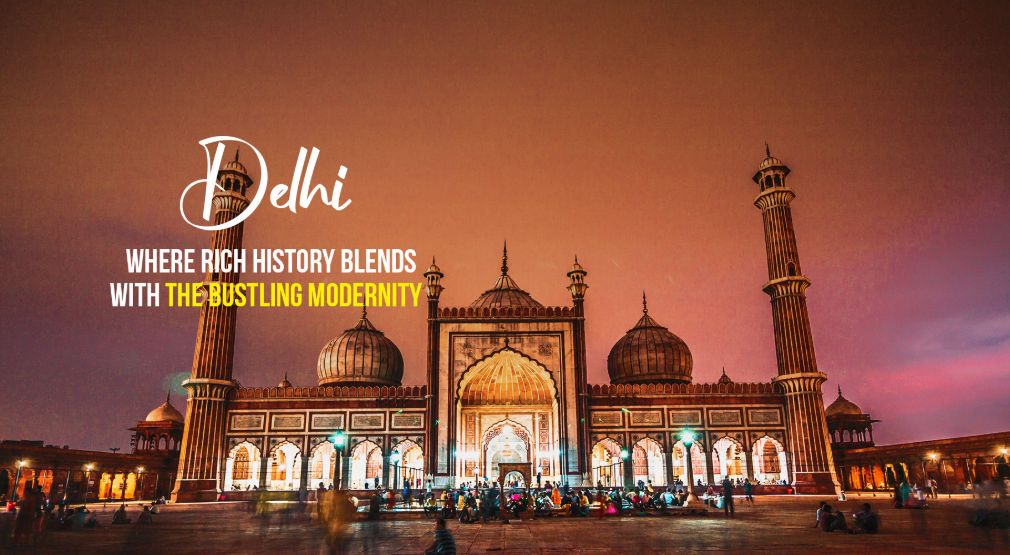 Delhi
WHERE RICH HISTORY BLENDS
WITH THE BUSTLING MODERNITY